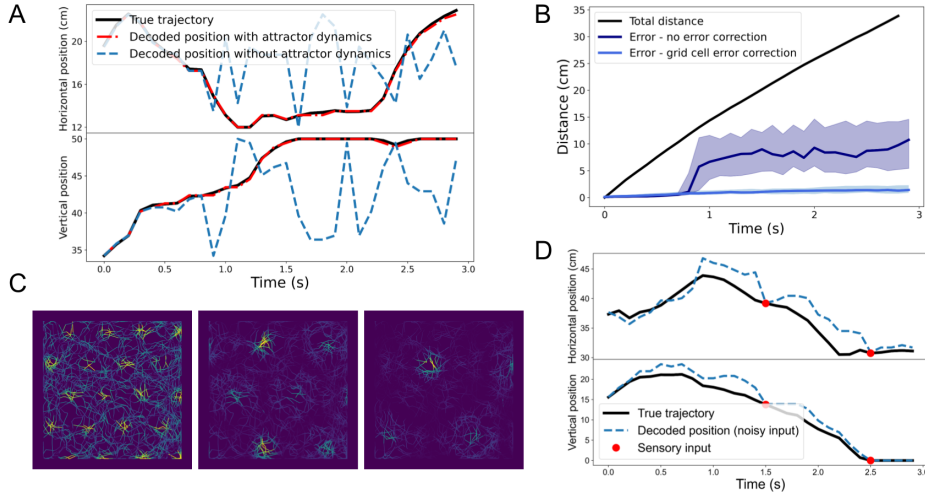 A
Horizontal position (cm)
20
16
12
True trajectory
Decoded position with attractor dynamics
Decoded position without attractor dynamics
Vertical position
50
45
40
35
0.0 0.5 1.0 1.5 2.0 2.5 3.0
Time (s)
B
Distance (cm)
35
30
25
20
15
10
5
0
Total distance
Error - no error correction
Error - grid cell error correction
0 1 2 3
Time (s)
C
D
Horizontal position (cm)
45
40
35
30
Vertical position (cm)
20
15
10
5
0
True trajectory
Decoded position (noisy input)
Sensory input
0.0 0.5 1.0 1.5 2.0 2.5 3.0
Time (s)